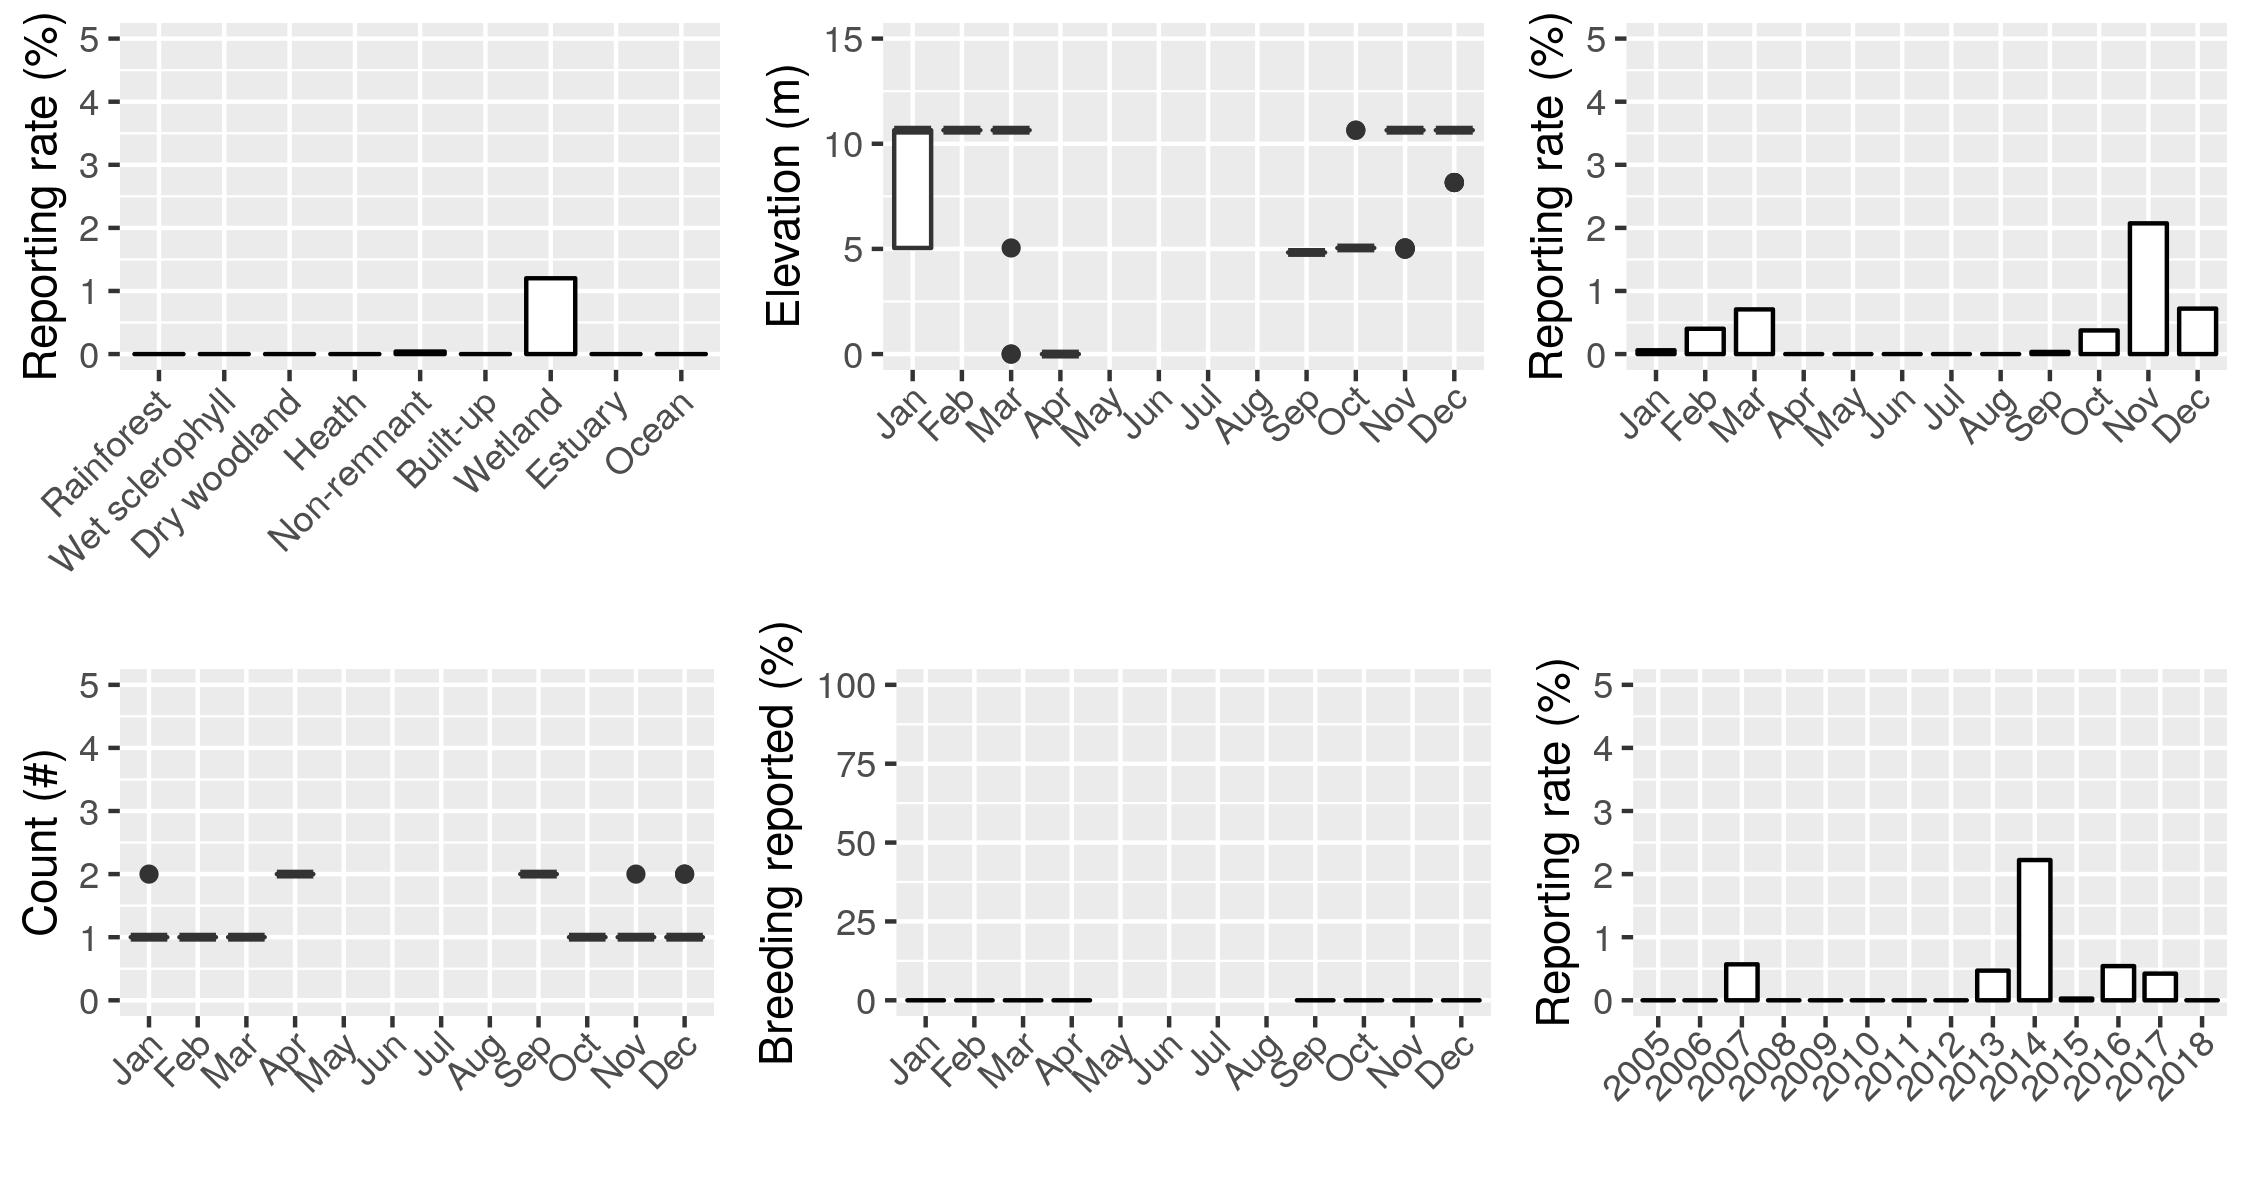 Reporting rate (%)
5
4
3
2
1
0
Rainforest
Wet sclerophyll
Dry woodland
Heath
Non-remnant
Built-up
Wetland
Estuary
Ocean
Elevation (m)
15
10
5
0
Jan
Feb
Mar
Apr
May
Jun
Jul
Aug
Sep
Oct
Nov
Dec
Reporting rate (%)
5
4
3
2
1
0
Jan
Feb
Mar
Apr
May
Jun
Jul
Aug
Sep
Oct
Nov
Dec
Count (#)
5
4
3
2
1
0
Jan
Feb
Mar
Apr
May
Jun
Jul
Aug
Sep
Oct
Nov
Dec
Breeding reported (%)
100
75
50
25
0
Jan
Feb
Mar
Apr
May
Jun
Jul
Aug
Sep
Oct
Nov
Dec
Reporting rate (%)
5
4
3
2
1
0
2005
2006
2007
2008
2009
2010
2011
2012
2013
2014
2015
2016
2017
2018